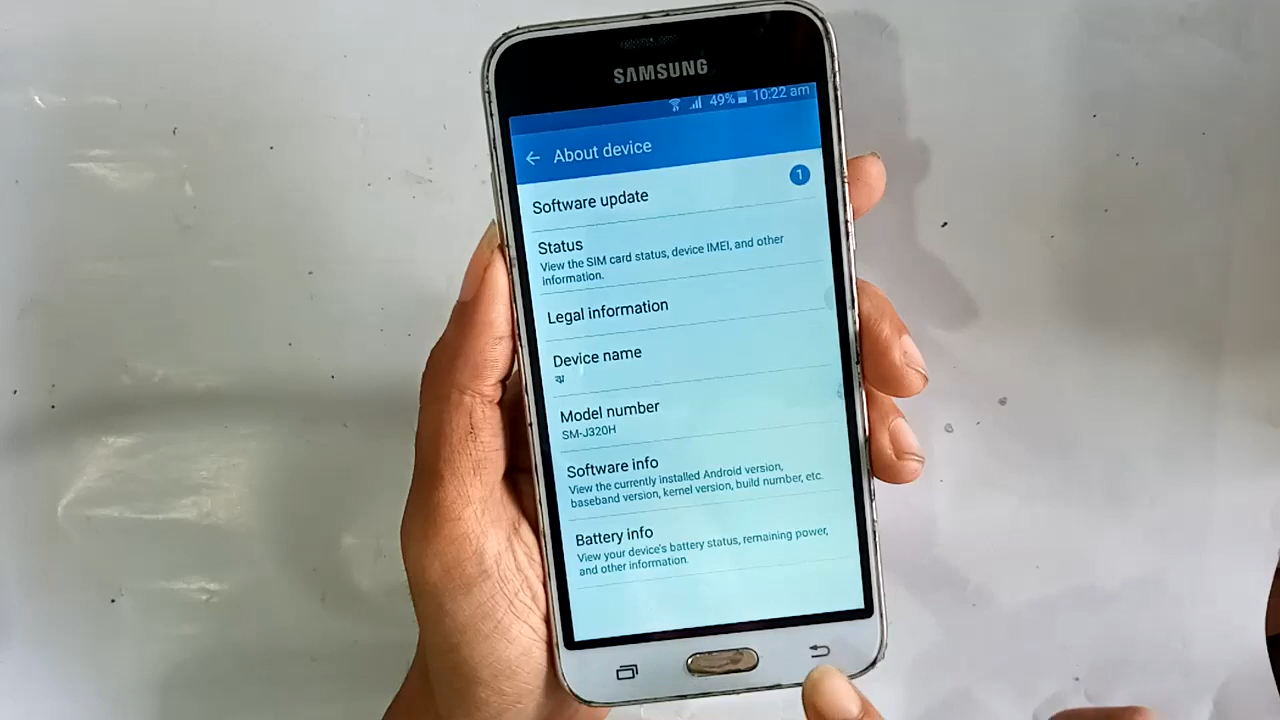 SAMSUNG
49% 10:22 am
About device
Software update 1
Status
View the SIM card status, device IMEI, and other
information.
Legal information
Device name
झ
Model number
SM-J320H
Software info
View the currently installed Android version,
baseband version, kernel version, build number, etc.
Battery info
View your device's battery status, remaining power,
and other information.